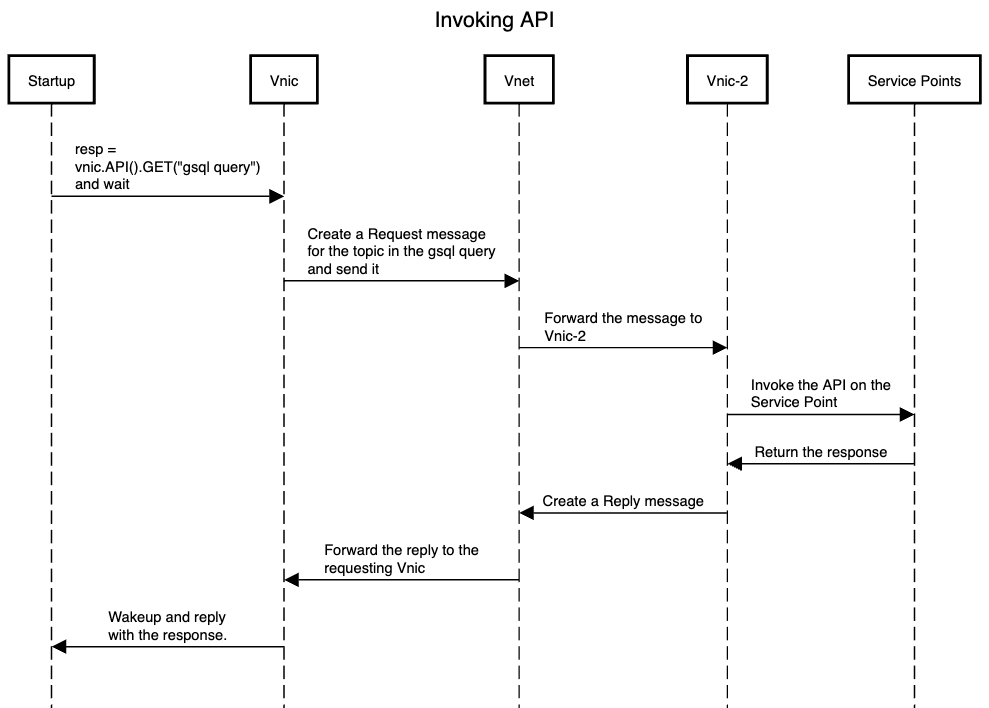 Invoking API
Startup
Vnic
Vnet
Vnic-2
Service Points
resp =
vnic.API().GET("gsql query")
and wait
Create a Request message
for the topic in the gsql query
and send it
Forward the message to
Vnic-2
Invoke the API on the
Service Point
Return the response
Create a Reply message
Forward the reply to the
requesting Vnic
Wakeup and reply
with the response.